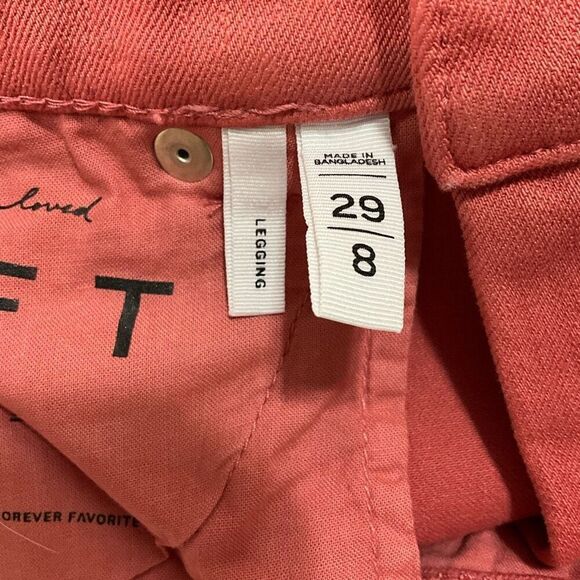 loved
FT
LEGGING
MADE IN
BANGLADESH
29
8
OREVER FAVORITE